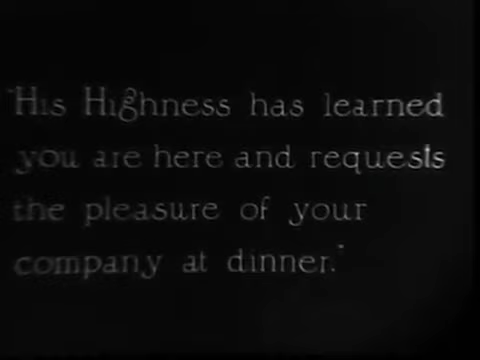 "His Highness has learned
you are here and requests
the pleasure of your
company at dinner."